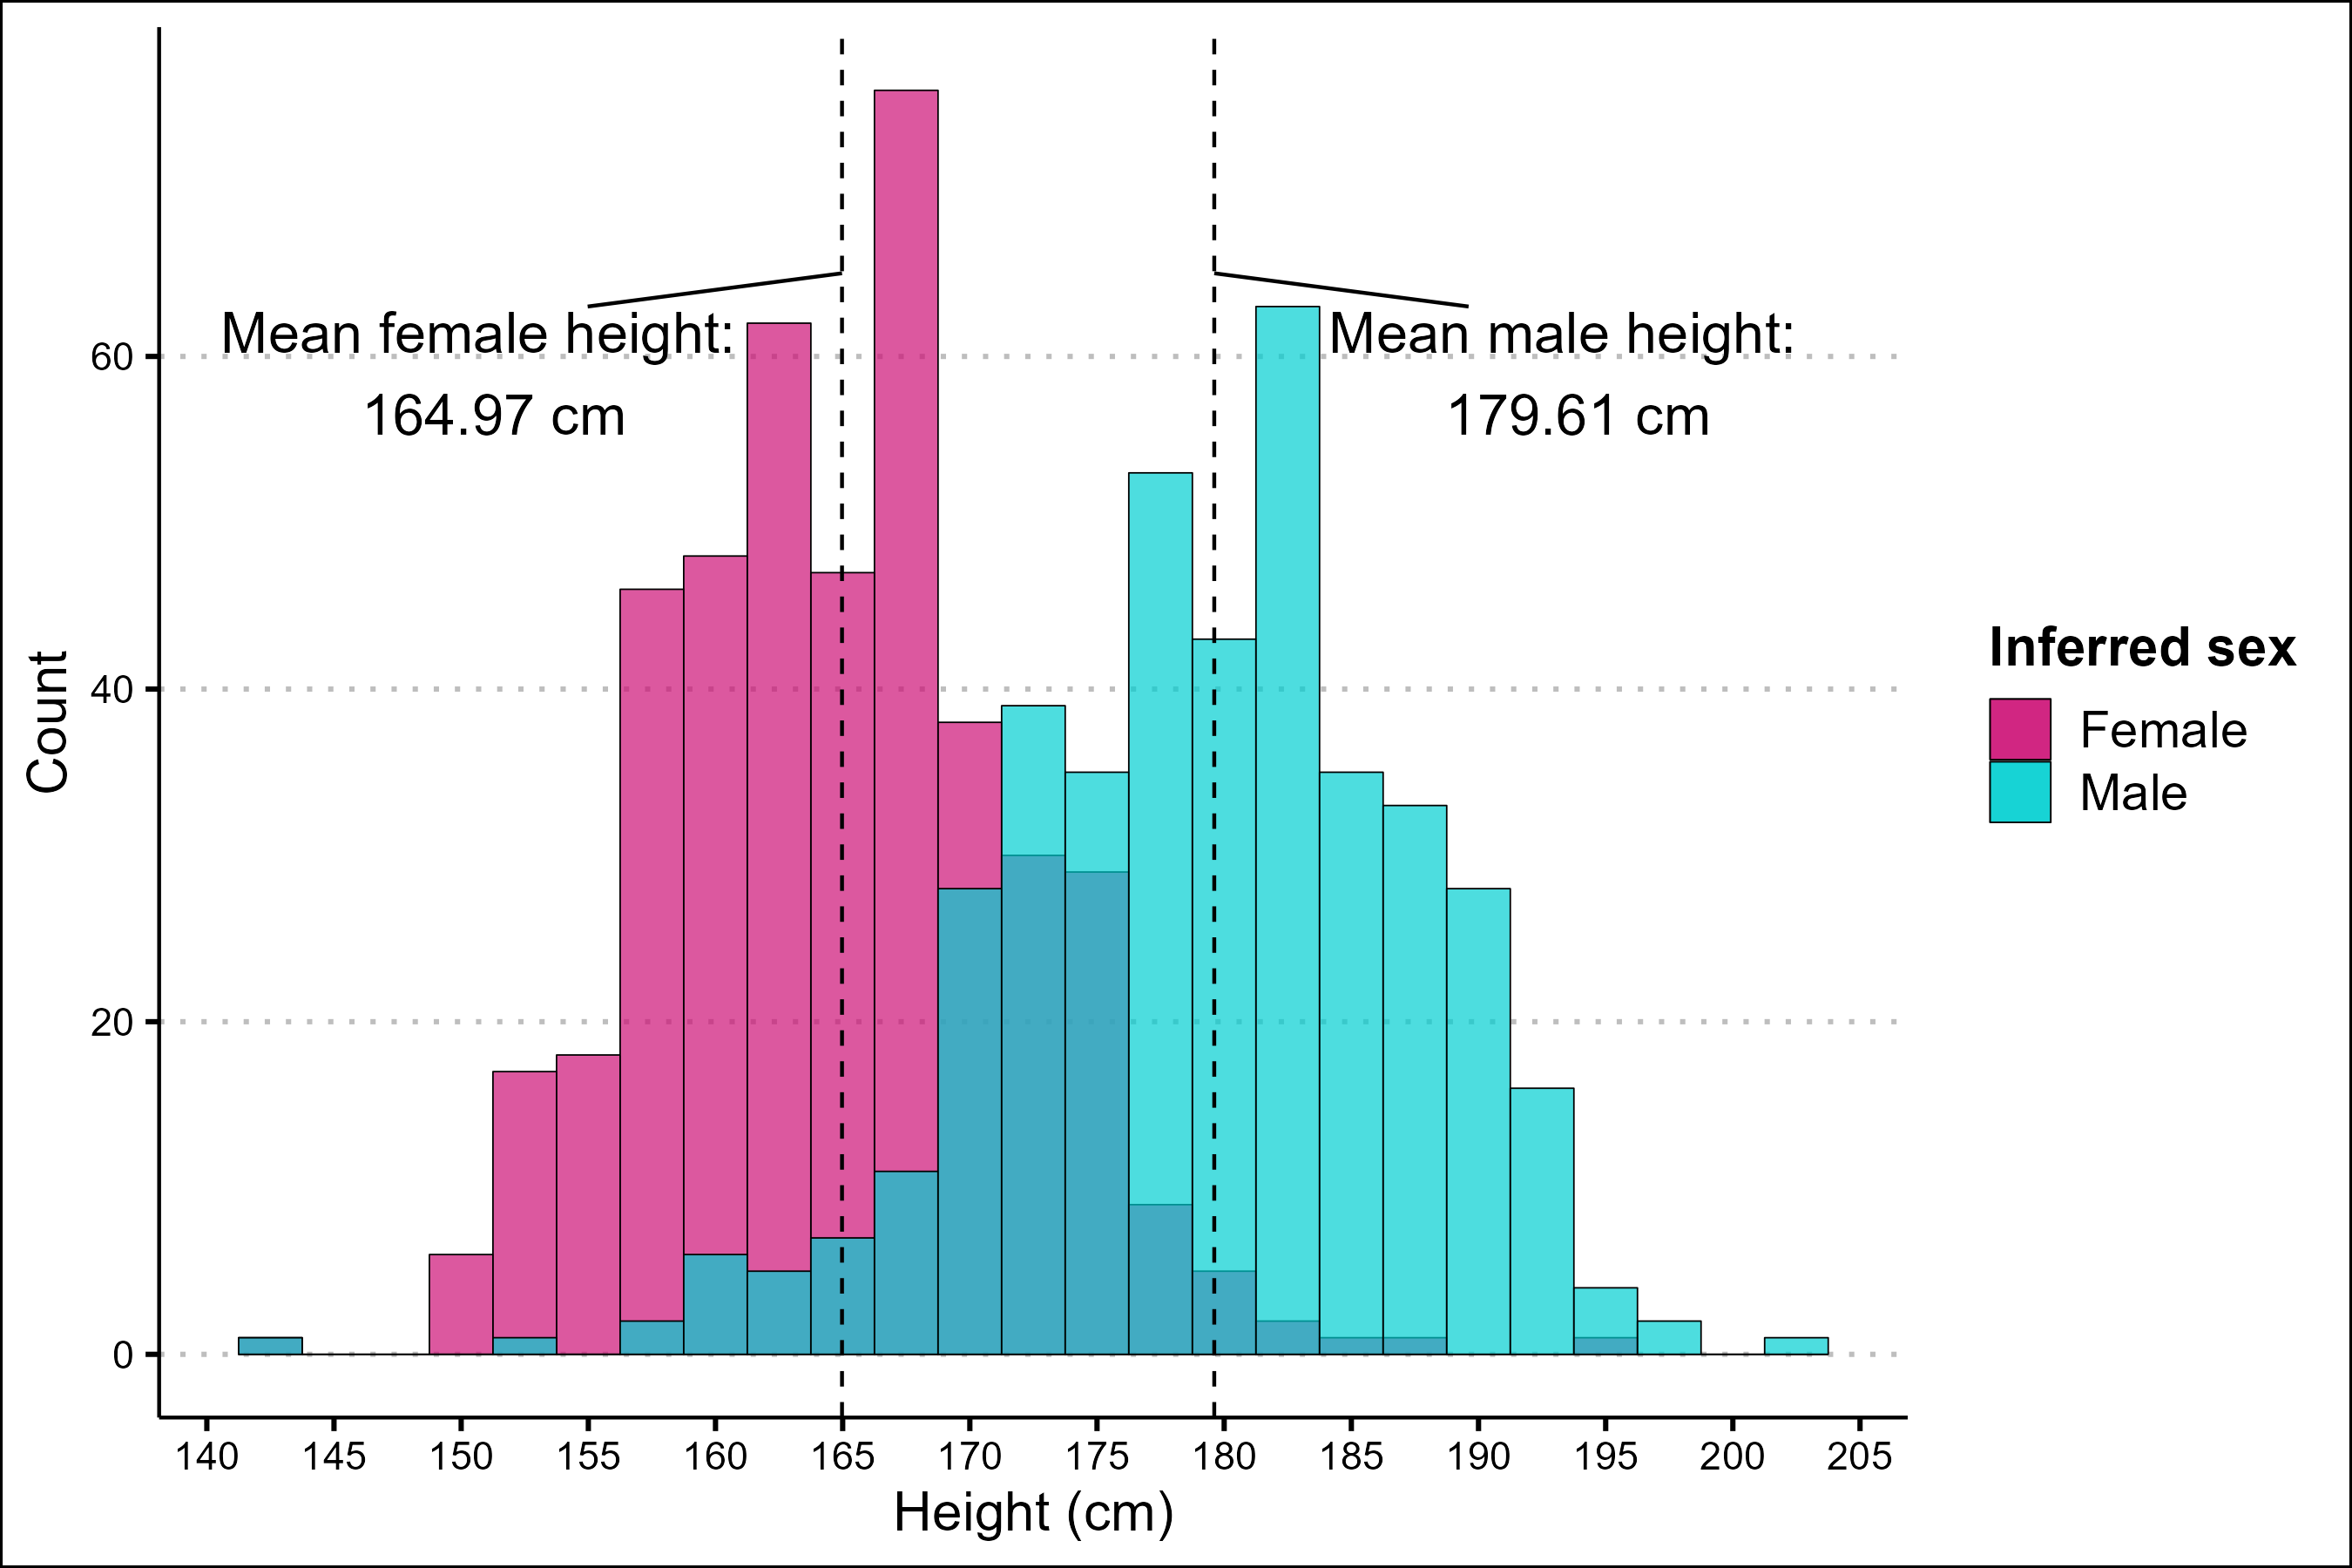 Mean female height:
164.97 cm
Mean male height:
179.61 cm
60
40
20
0
Count
140 145 150 155 160 165 170 175 180 185 190 195 200 205
Height (cm)
Inferred sex
Female
Male